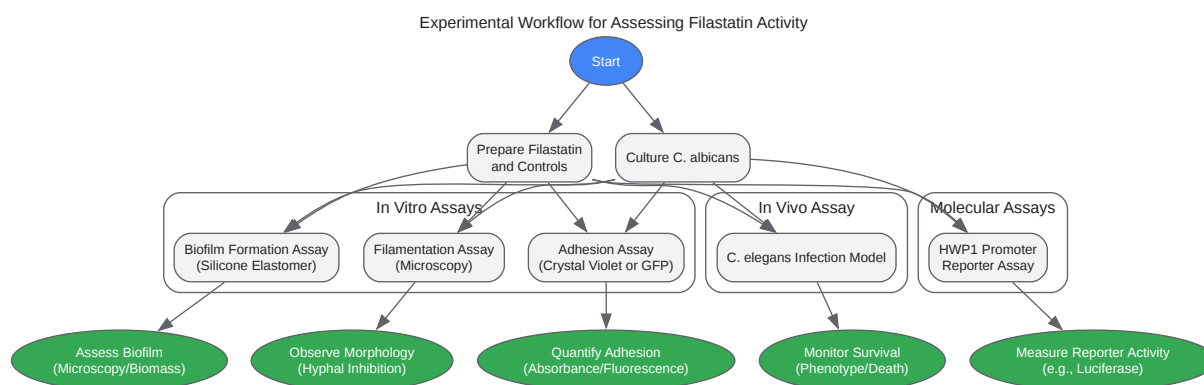 Experimental Workflow for Assessing Filastatin Activity
Start
Prepare Filastatin
and Controls
Culture C. albicans
In Vitro Assays
In Vivo Assay
Molecular Assays
Biofilm Formation Assay
(Silicone Elastomer)
Filamentation Assay
(Microscopy)
Adhesion Assay
(Crystal Violet or GFP)
C. elegans Infection Model
HWP1 Promoter
Reporter Assay
Assess Biofilm
(Microscopy/Biomass)
Observe Morphology
(Hyphal Inhibition)
Quantify Adhesion
(Absorbance/Fluorescence)
Monitor Survival
(Phenotype/Death)
Measure Reporter Activity
(e.g., Luciferase)